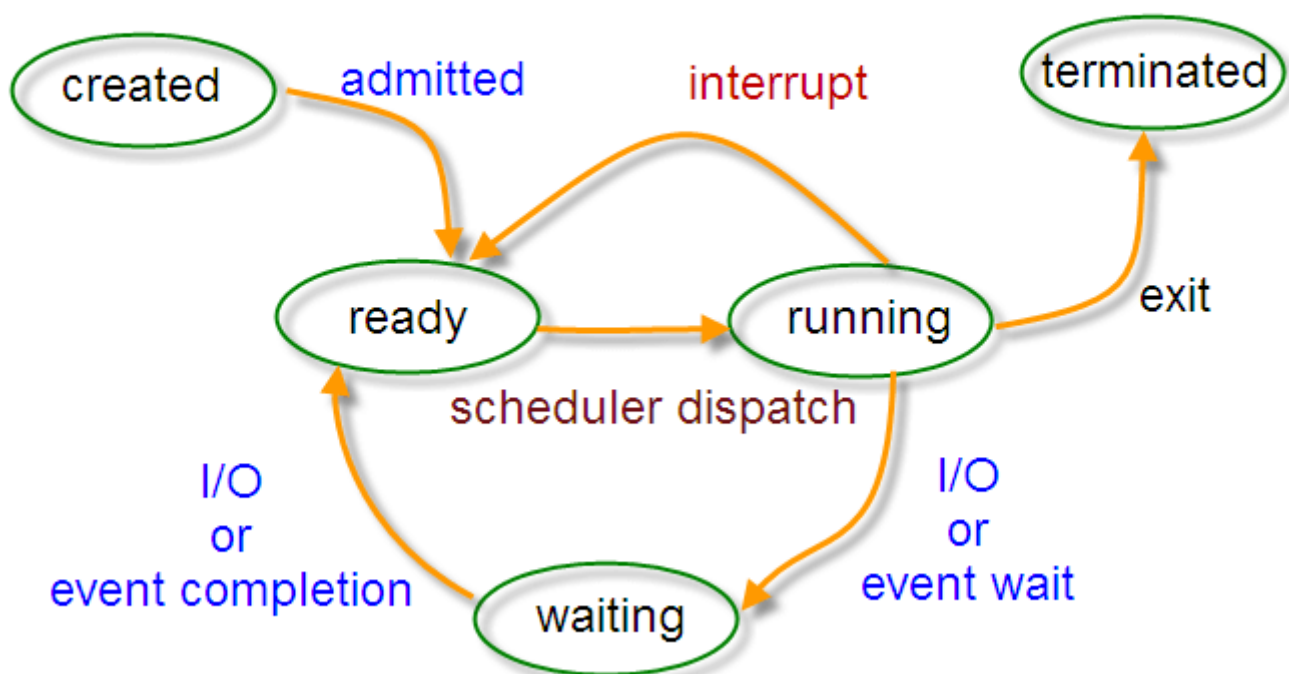 created
admitted
interrupt
terminated
ready
running
exit
scheduler dispatch
I/O
or
event completion
I/O
or
event wait
waiting